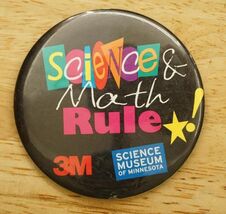 Science &
Math
Rule!
3M
SCIENCE
MUSEUM
OF MINNESOTA